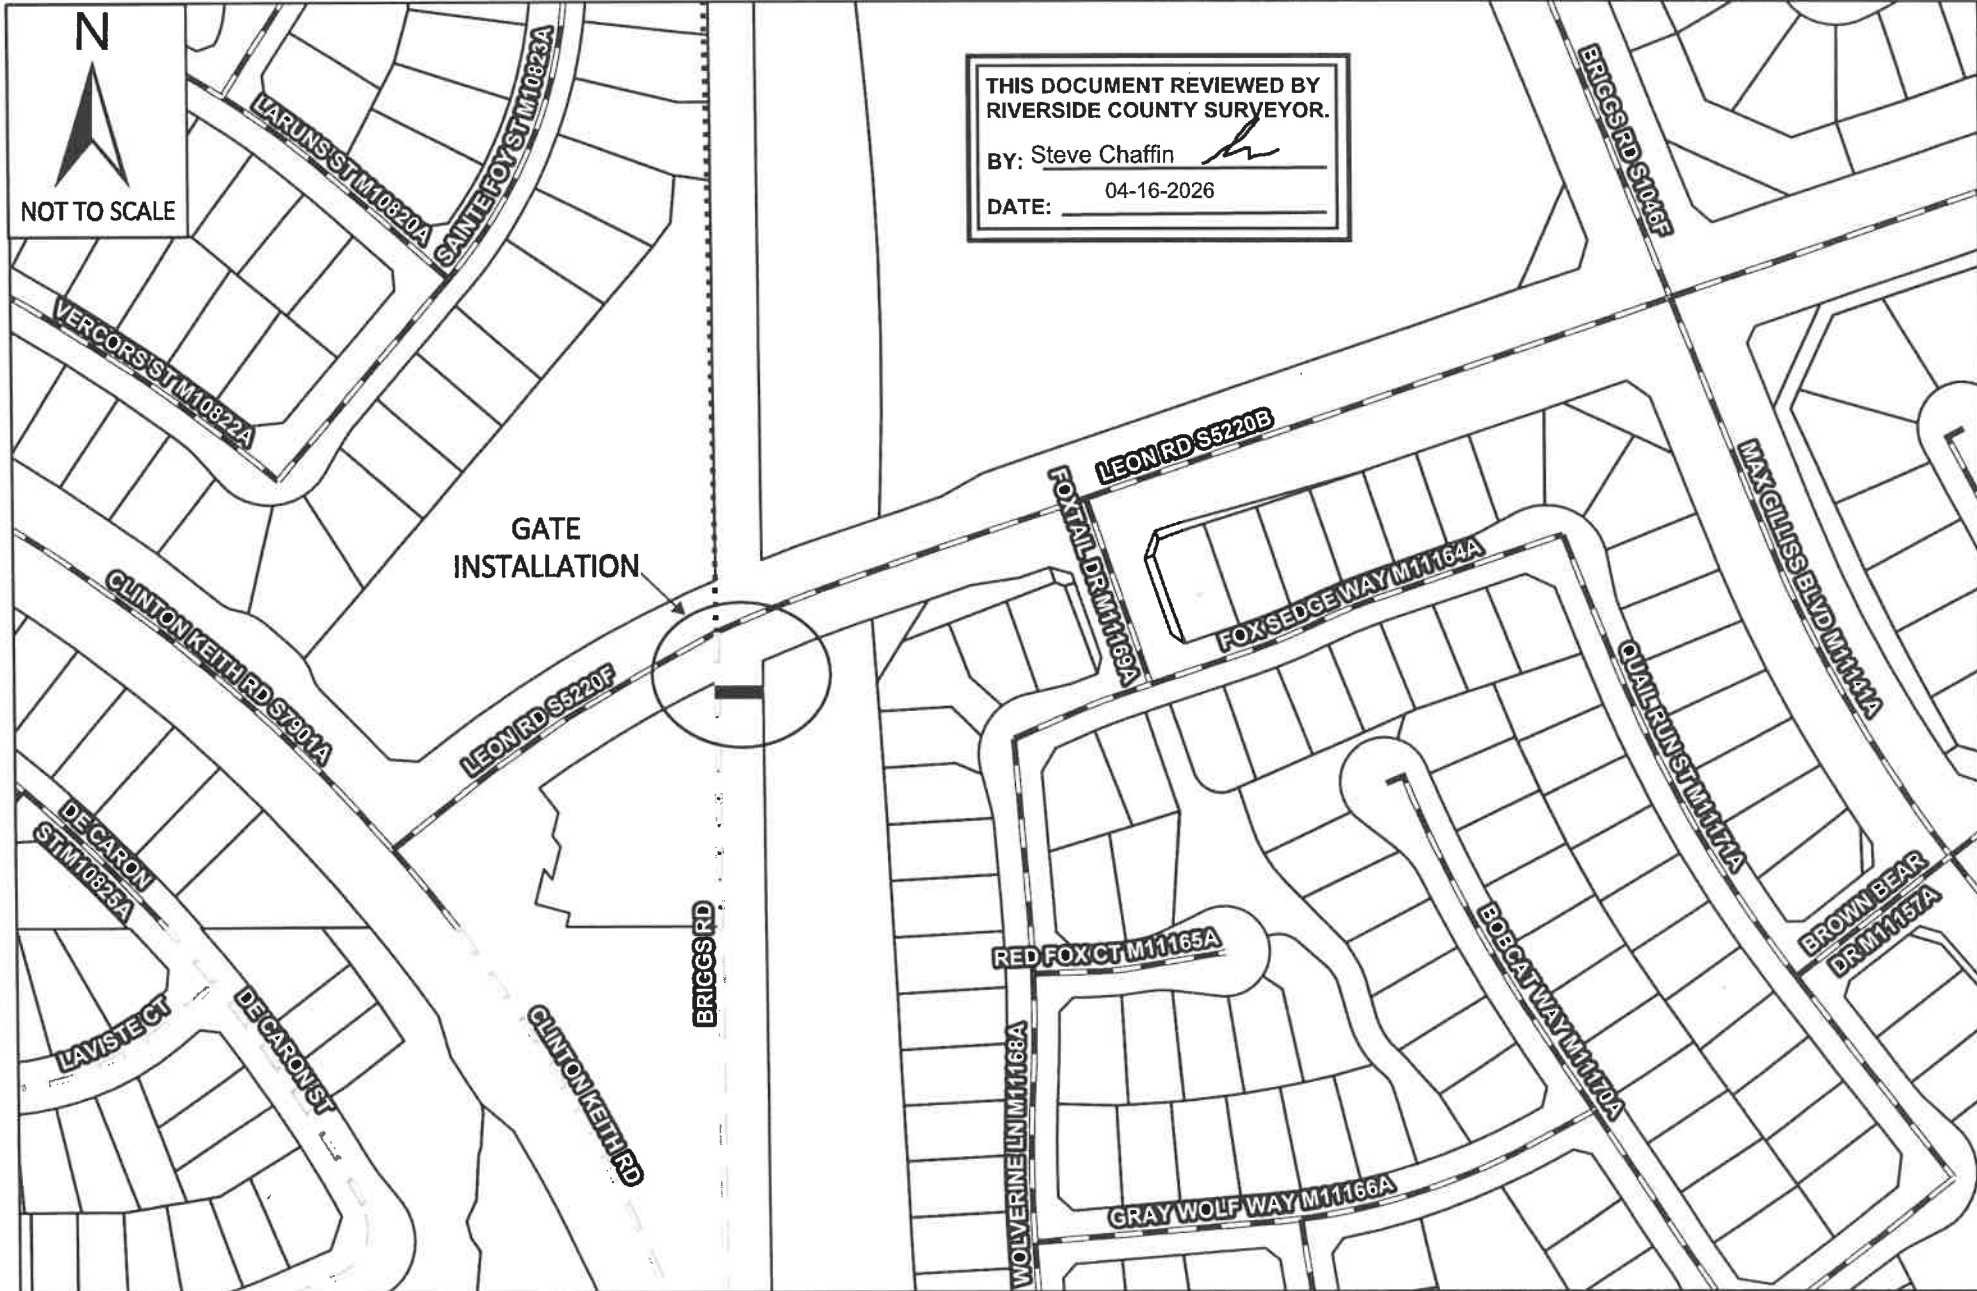 N
NOT TO SCALE
THIS DOCUMENT REVIEWED BY
RIVERSIDE COUNTY SURVEYOR.
BY: Steve Chaffin
DATE: 04-16-2026
LARUNS ST M10820A
SAINTE FOY ST M10823A
VERCORS ST M10822A
BRIGGS RD S1046F
LEON RD S5220B
FOXTAIL DR M11169A
GATE
INSTALLATION
FOX SEDGE WAY M11164A
MAX GILLISS BLVD M11141A
CLINTON KEITH RD S7901A
LEON RD S5220F
QUAIL RUN ST M11171A
DE CARON
ST M10825A
BRIGGS RD
BROWN BEAR
DR M11157A
RED FOX CT M11165A
BOBCAT WAY M11170A
LAVISTE CT
DE CARON ST
CLINTON KEITH RD
WOLVERINE LN M11168A
GRAY WOLF WAY M11166A